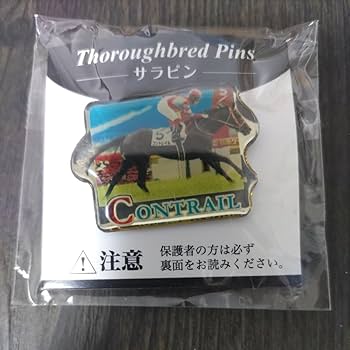 Thoroughbred Pins
- サラピン -
5
CONTRAIL
注意
保護者の方は必ず
裏面をお読みください。